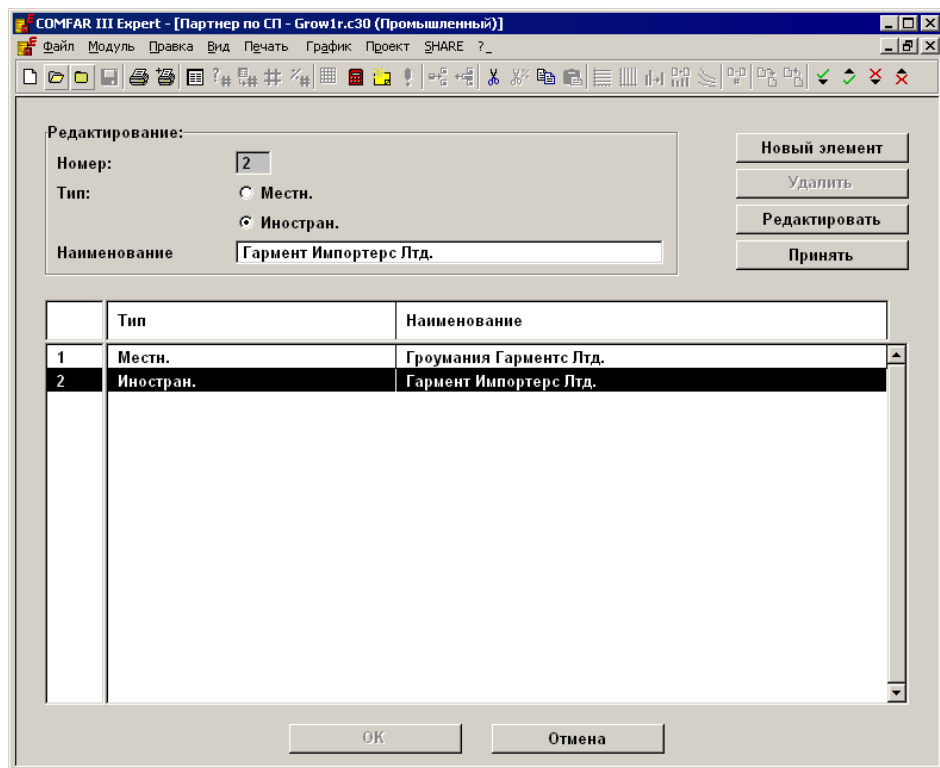 COMFAR III Expert - [Партнер по СП - Grow1r.c30 (Промышленный)]
Файл Модуль Правка Вид Печать График Проект SHARE ?_
Редактирование:
Номер: 2
Новый элемент
Тип: Местн.
Удалить
Иностран.
Редактировать
Наименование Гармент Импортерс Лтд.
Принять
Тип Наименование
1 Местн. Гроумания Гарментс Лтд.
2 Иностран. Гармент Импортерс Лтд.
OK Отмена